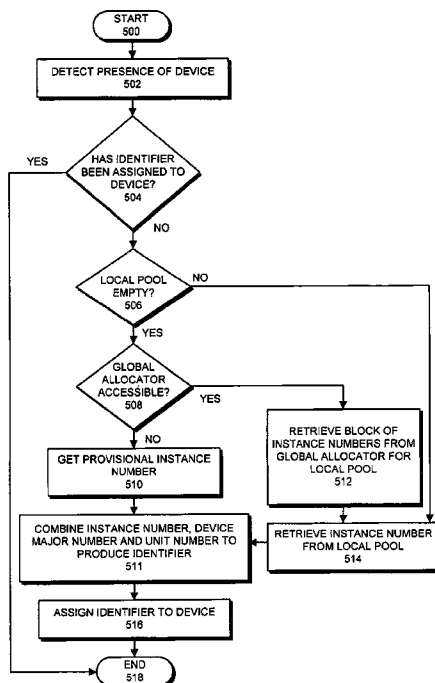 START
500
DETECT PRESENCE OF DEVICE
502
YES
HAS IDENTIFIER
BEEN ASSIGNED TO
DEVICE?
504
NO
LOCAL POOL
EMPTY?
506
NO
YES
GLOBAL
ALLOCATOR
ACCESSIBLE?
508
YES
NO
RETRIEVE BLOCK OF
INSTANCE NUMBERS FROM
GLOBAL ALLOCATOR FOR
LOCAL POOL
512
GET PROVISIONAL INSTANCE
NUMBER
510
COMBINE INSTANCE NUMBER, DEVICE
MAJOR NUMBER AND UNIT NUMBER TO
PRODUCE IDENTIFIER
511
RETRIEVE INSTANCE NUMBER
FROM LOCAL POOL
514
ASSIGN IDENTIFIER TO DEVICE
516
END
518